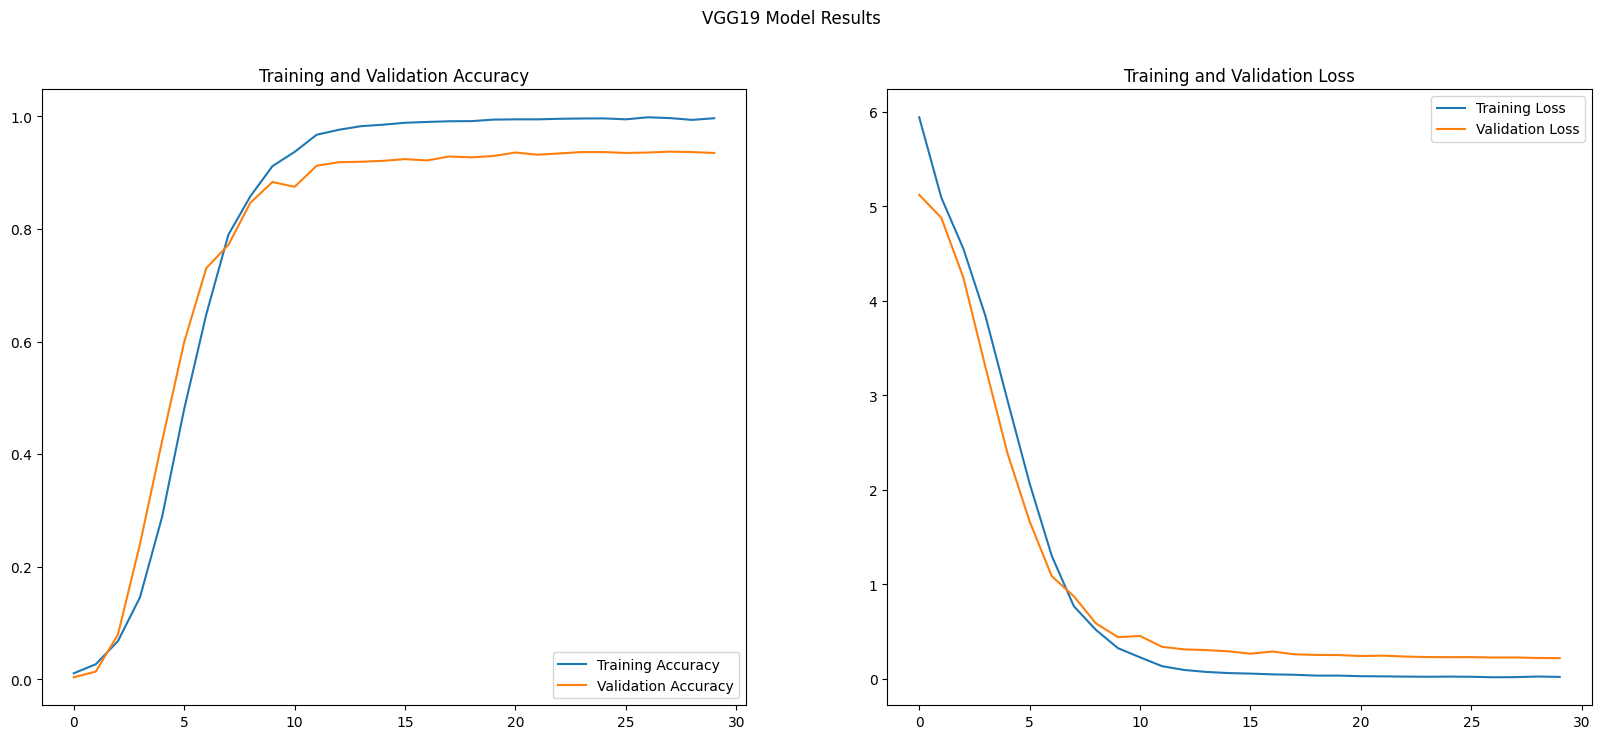 VGG19 Model Results
Training and Validation Accuracy
1.0
0.8
0.6
0.4
0.2
0.0
0 5 10 15 20 25 30
Training Accuracy
Validation Accuracy
Training and Validation Loss
6
5
4
3
2
1
0
0 5 10 15 20 25 30
Training Loss
Validation Loss